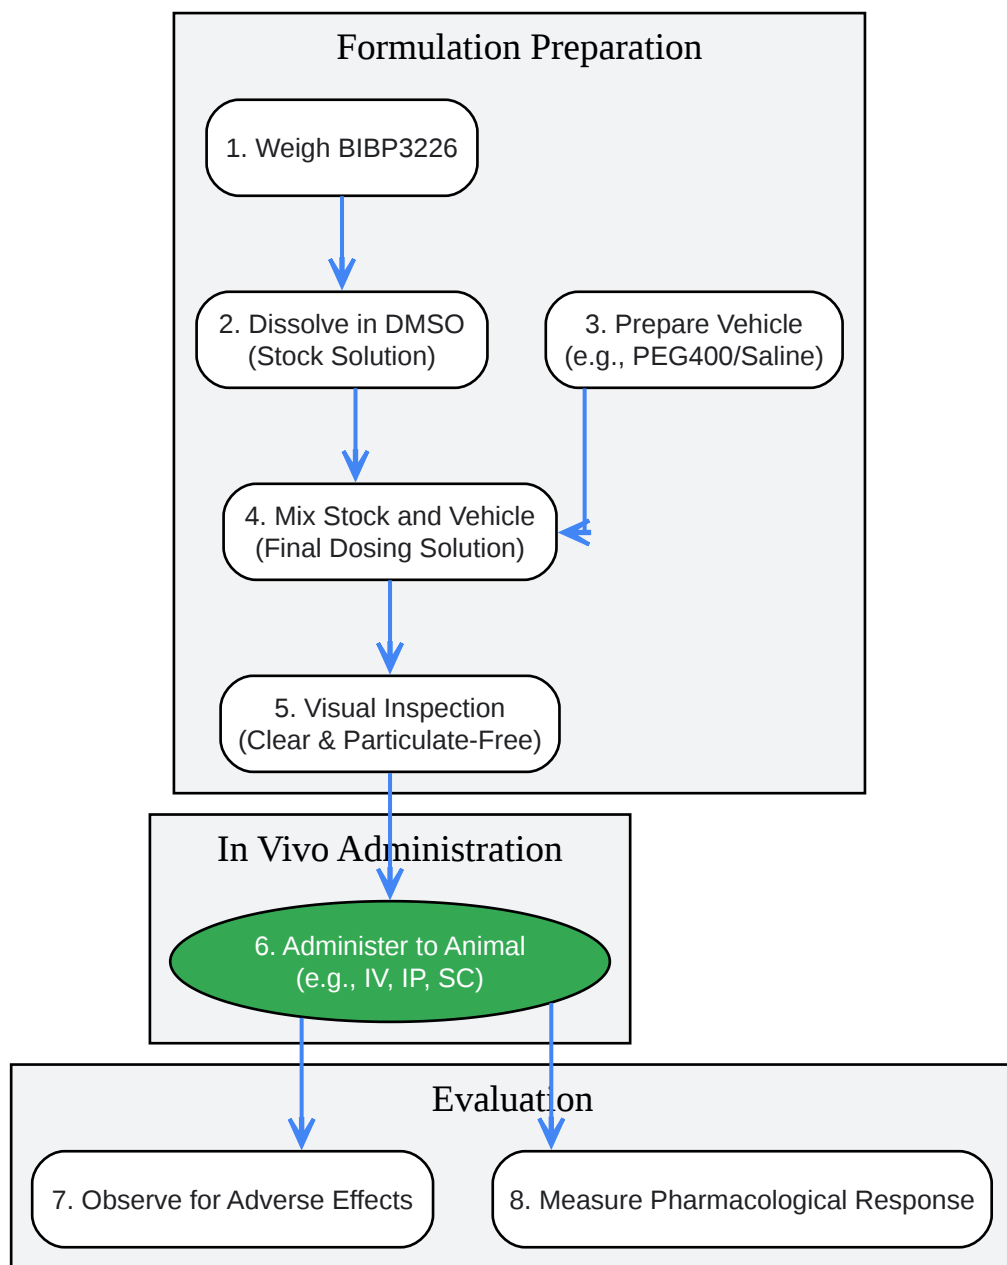 Formulation Preparation
1. Weigh BIBP3226
2. Dissolve in DMSO
(Stock Solution)
3. Prepare Vehicle
(e.g., PEG400/Saline)
4. Mix Stock and Vehicle
(Final Dosing Solution)
5. Visual Inspection
(Clear & Particulate-Free)
In Vivo Administration
6. Administer to Animal
(e.g., IV, IP, SC)
Evaluation
7. Observe for Adverse Effects
8. Measure Pharmacological Response